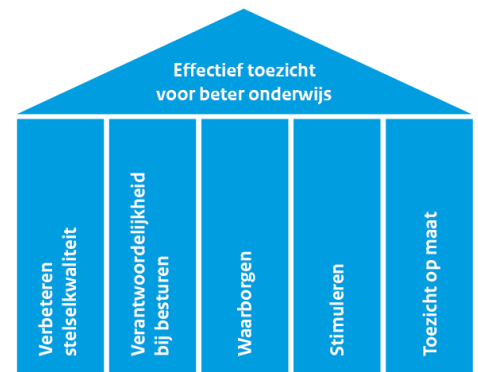 Effectief toezicht
voor beter onderwijs
Verbeteren
stelselkwaliteit
Verantwoordelijkheid
bij besturen
Waarborgen
Stimuleren
Toezicht op maat